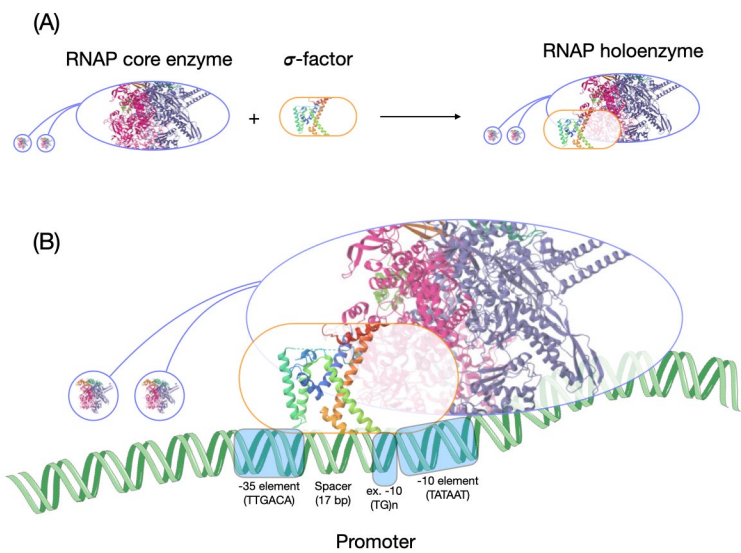 (A)
RNAP core enzyme
+
σ-factor
RNAP holoenzyme
(B)
-35 element
(TTGACA)
Spacer
(17 bp)
ex. -10
(TG)n
-10 element
(TATAAT)
Promoter